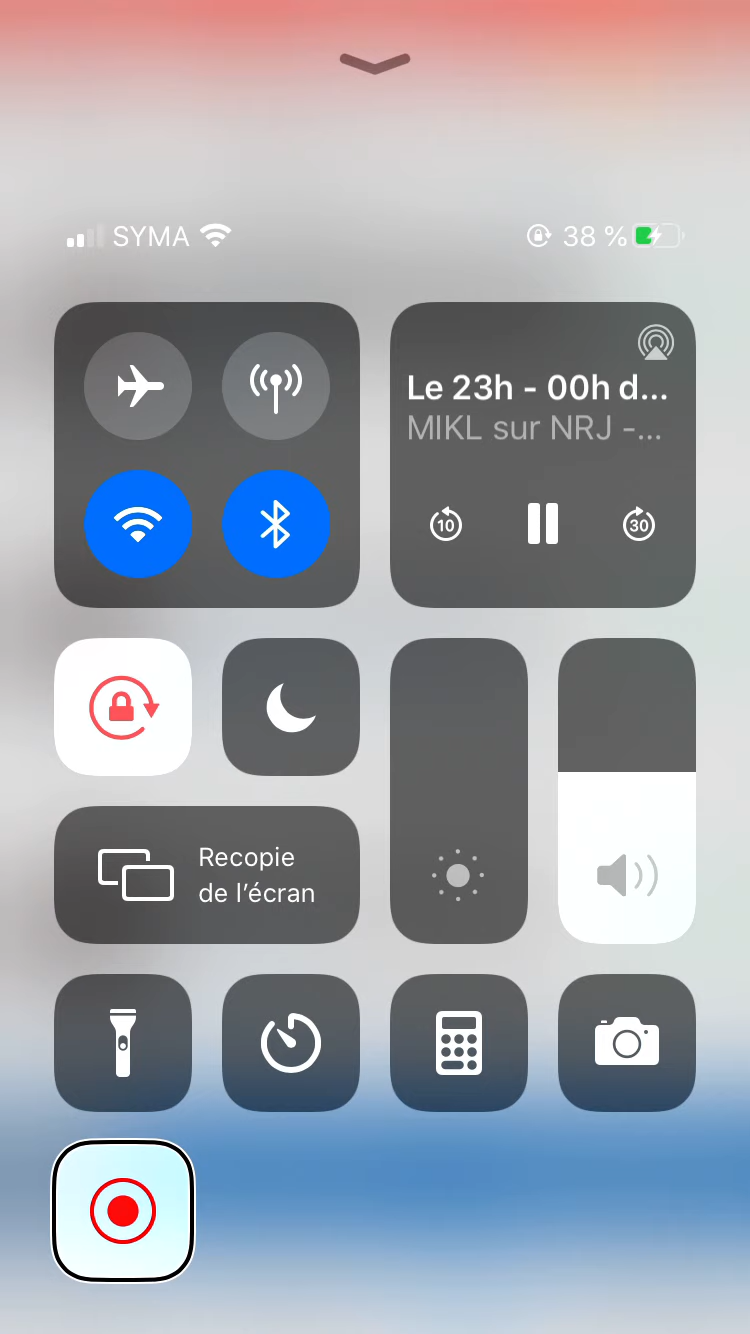 SYMA
38 %
Le 23h - 00h d...
MIKL sur NRJ -...
10
30
Recopie
de l’écran